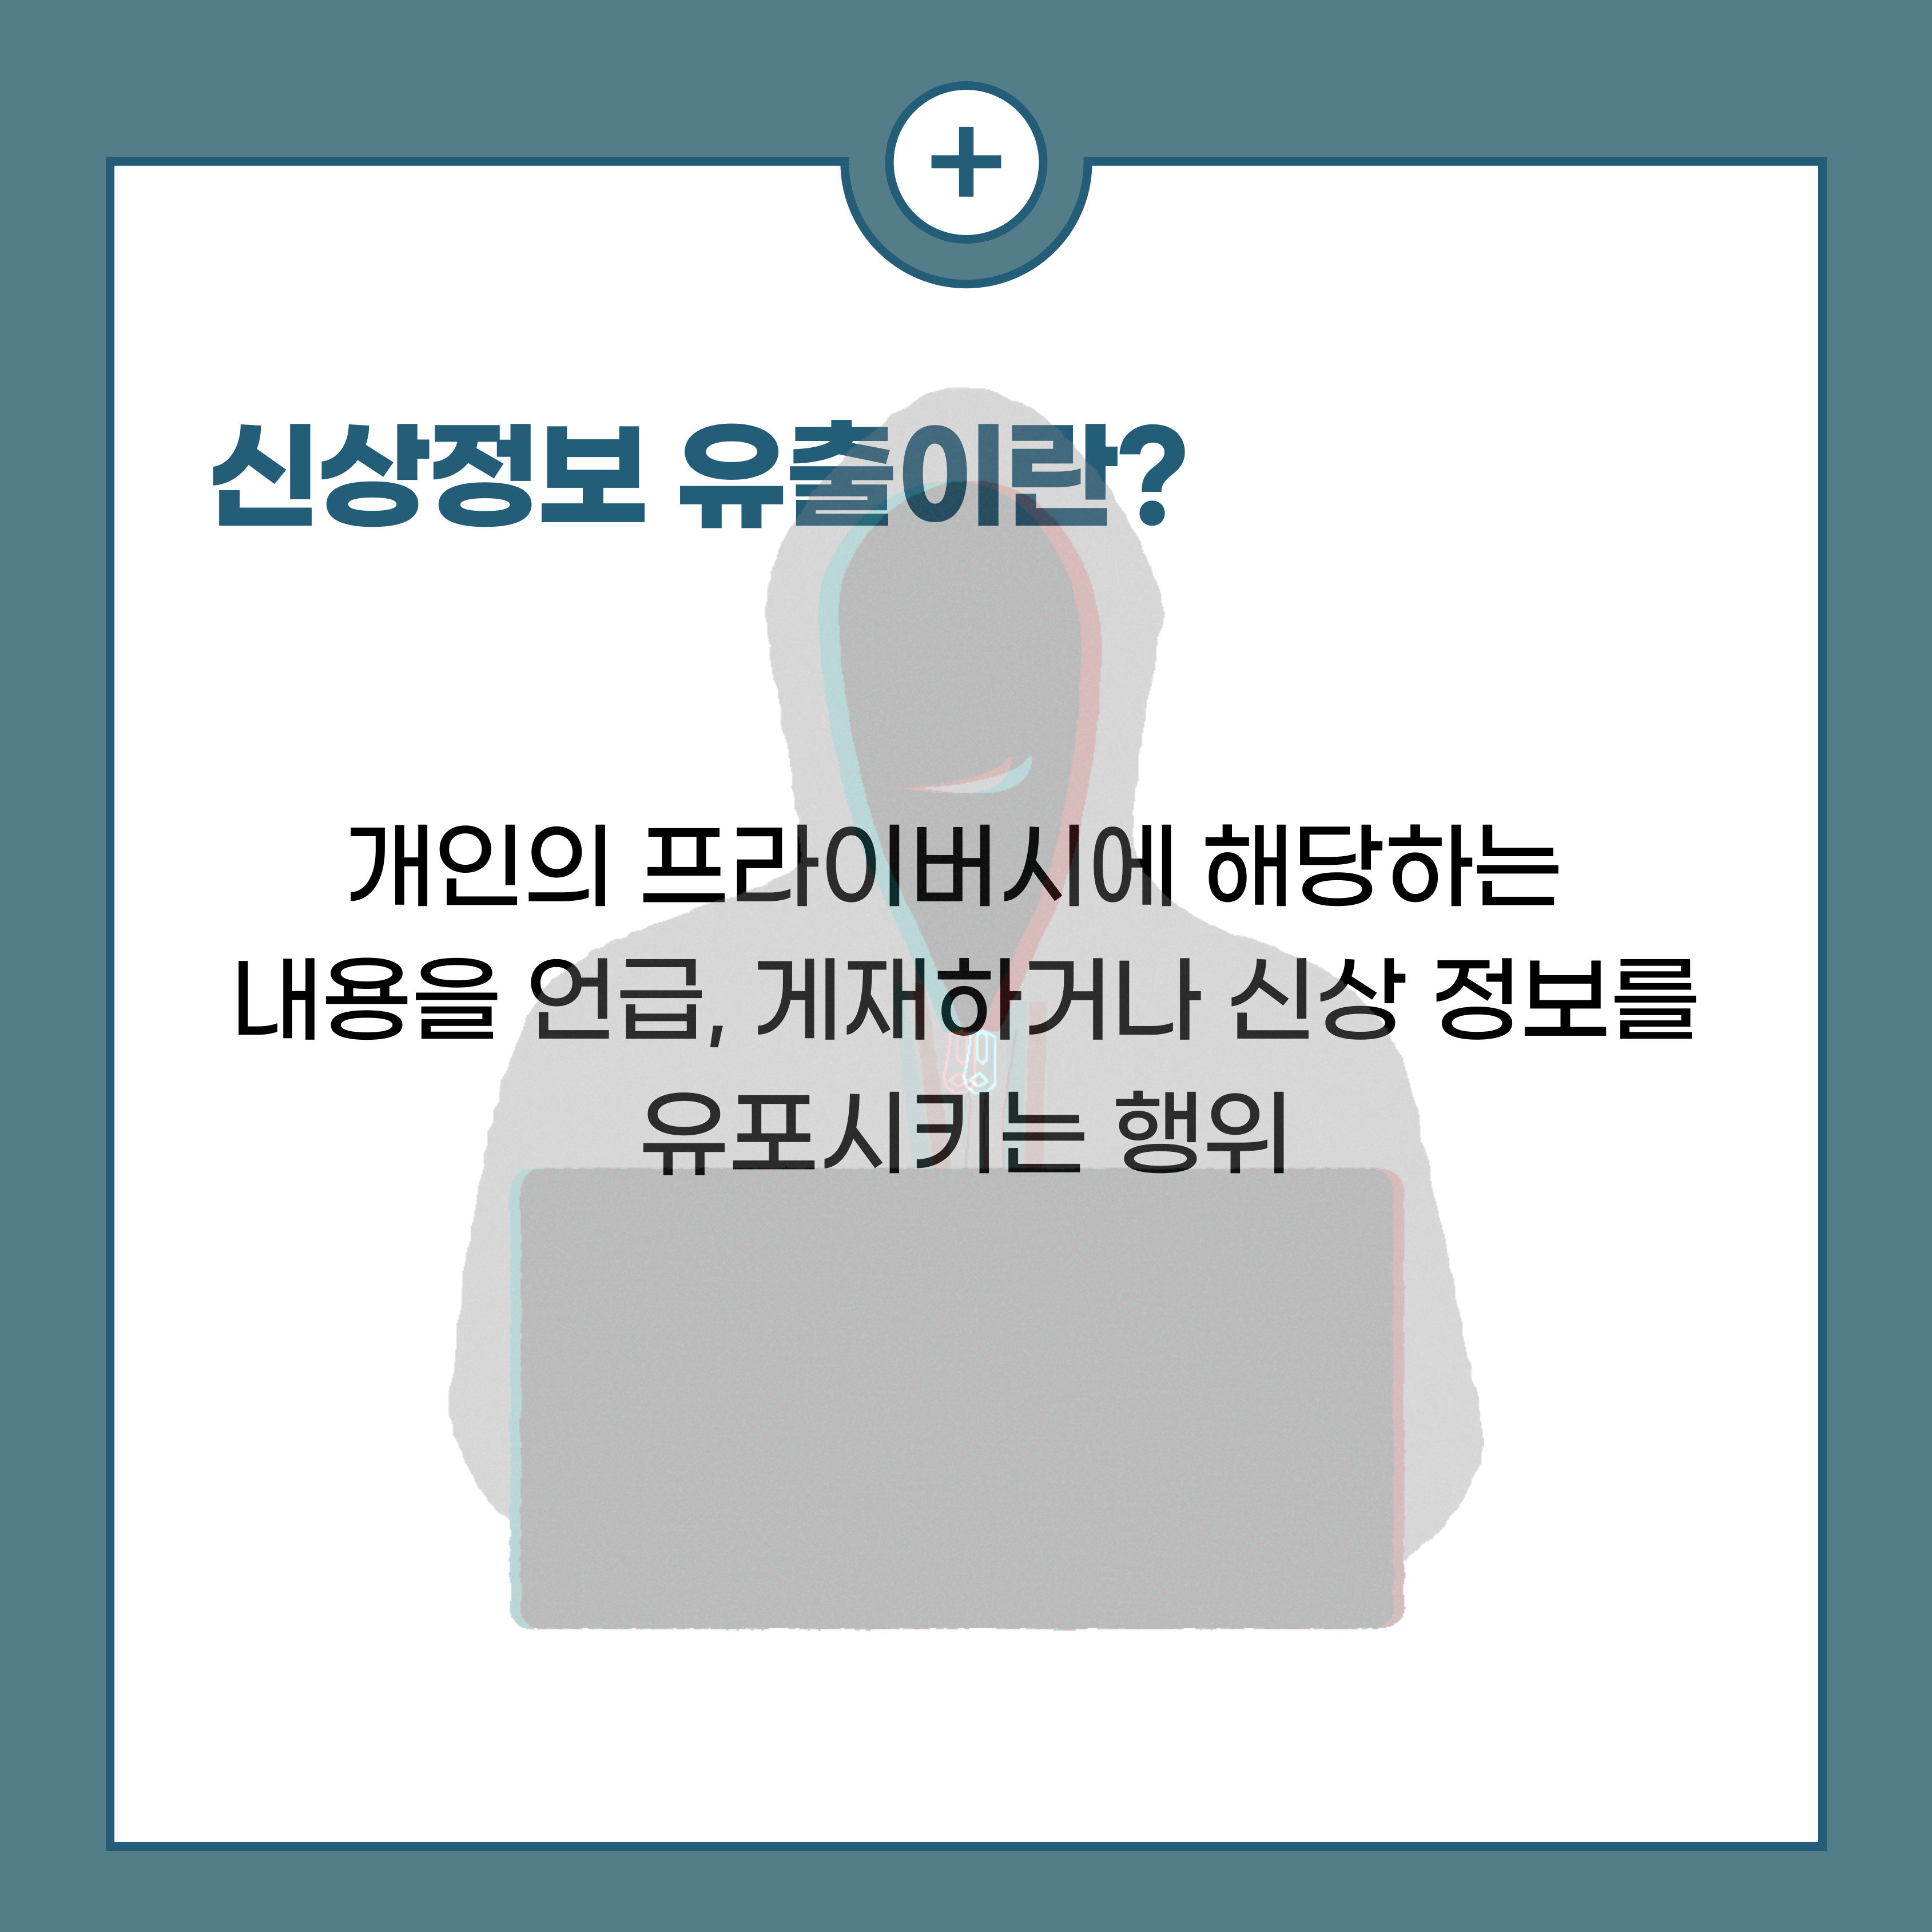 신상정보 유출이란?
개인의 프라이버시에 해당하는
내용을 언급, 게재하거나 신상 정보를
유포시키는 행위